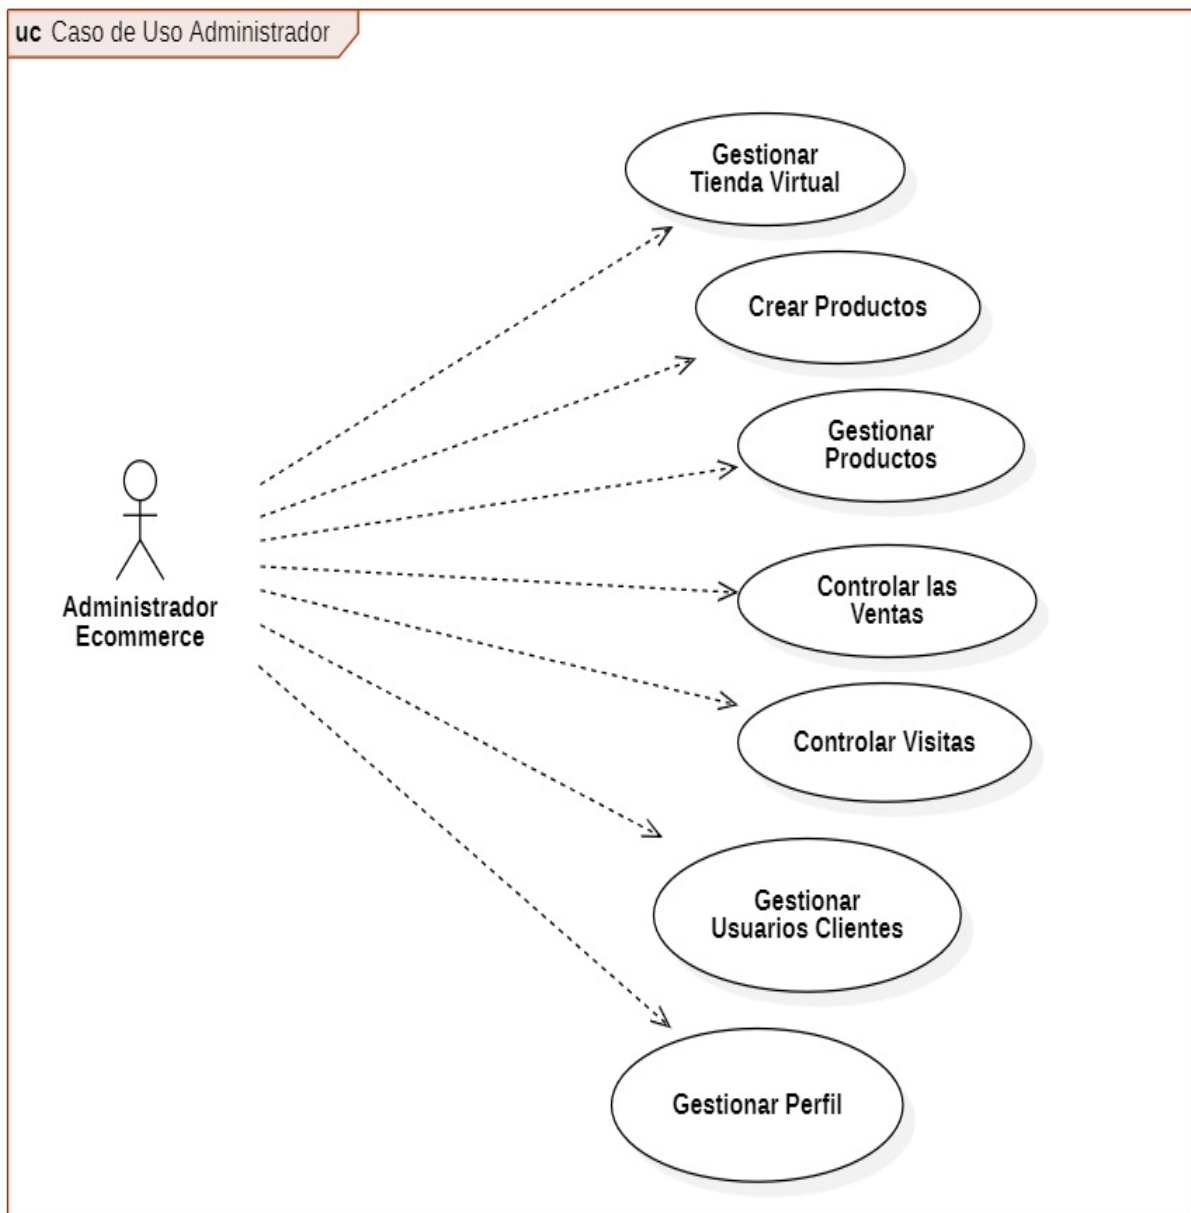 uc Caso de Uso Administrador
Gestionar
Tienda Virtual
Crear Productos
Gestionar
Productos
Administrador
Ecommerce
Controlar las
Ventas
Controlar Visitas
Gestionar
Usuarios Clientes
Gestionar Perfil